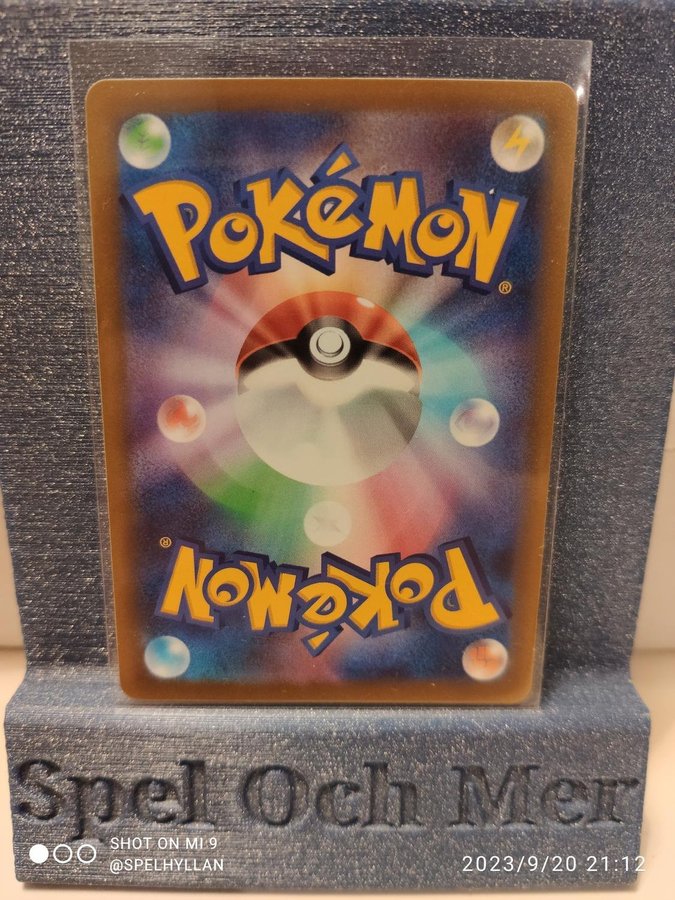 POKéMON
®
®
POKéMON
Spel Och Mer
SHOT ON MI 9
@SPELHYLLAN
2023/9/20 21:12